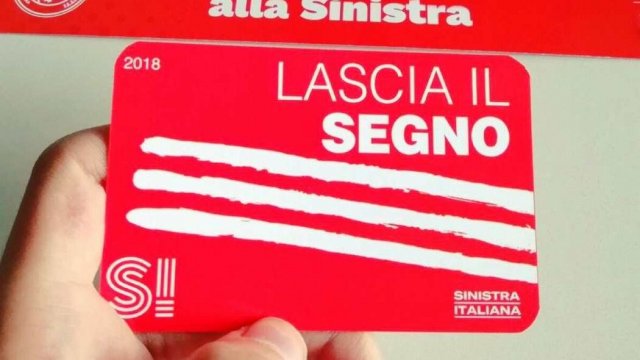 alla Sinistra
2018
LASCIA IL
SEGNO
S!
SINISTRA
ITALIANA